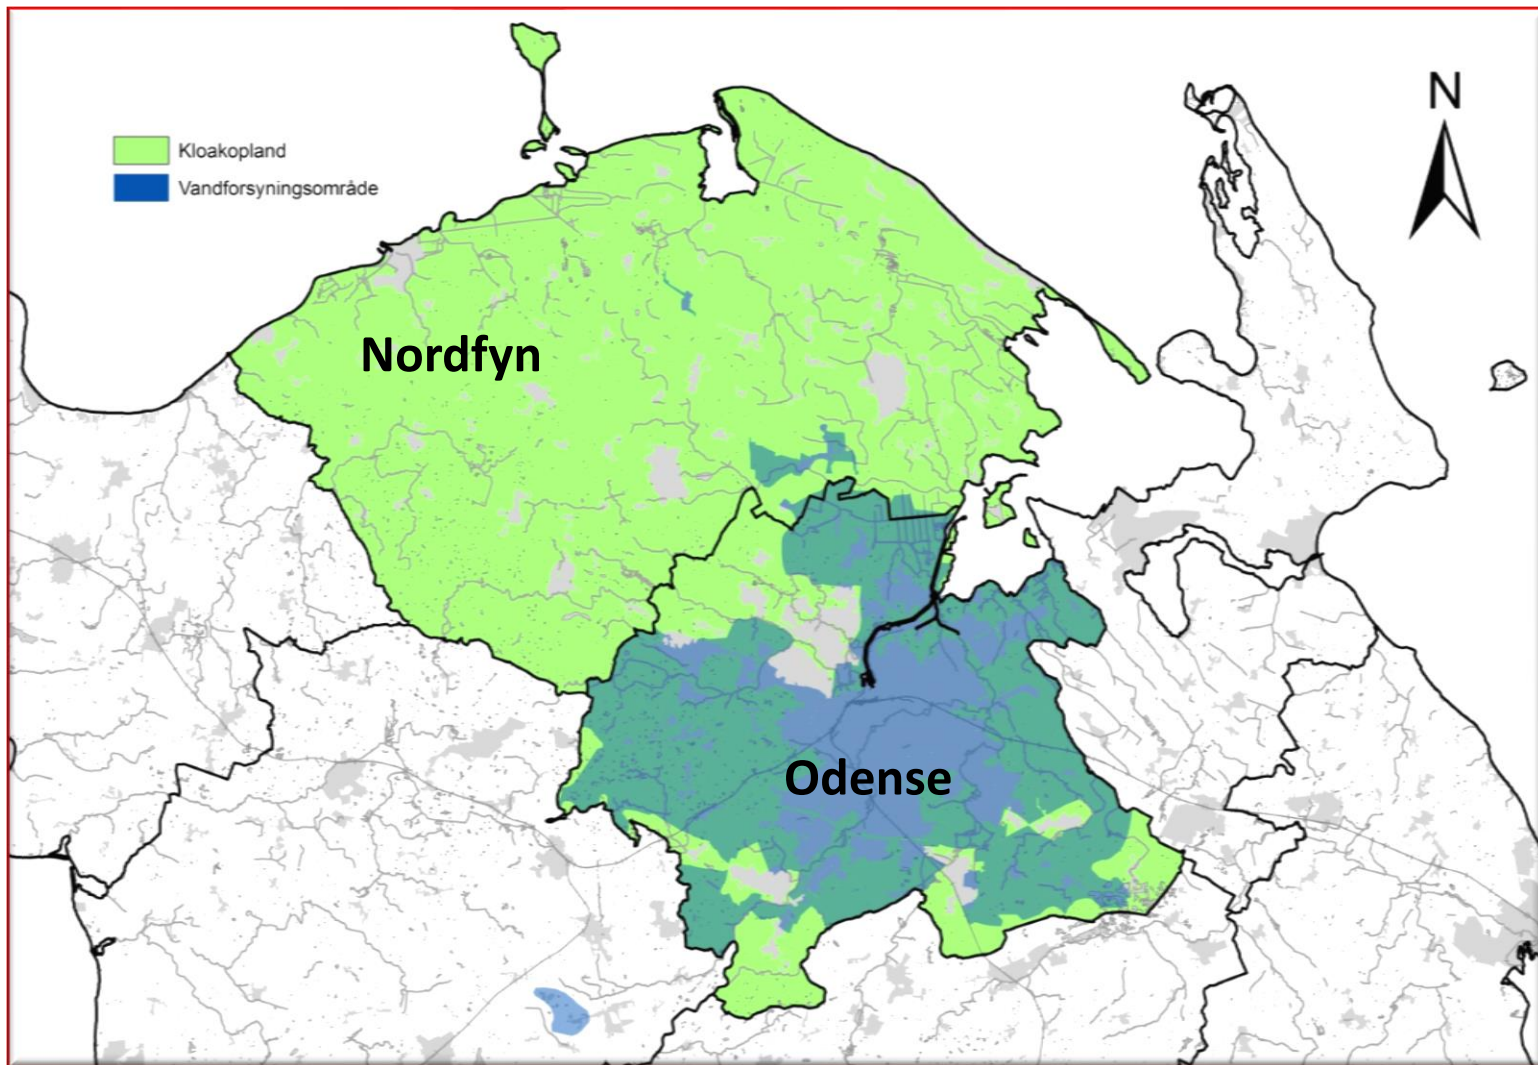 N
Kloakopland
Vandforsyningsområde
Nordfyn
Odense